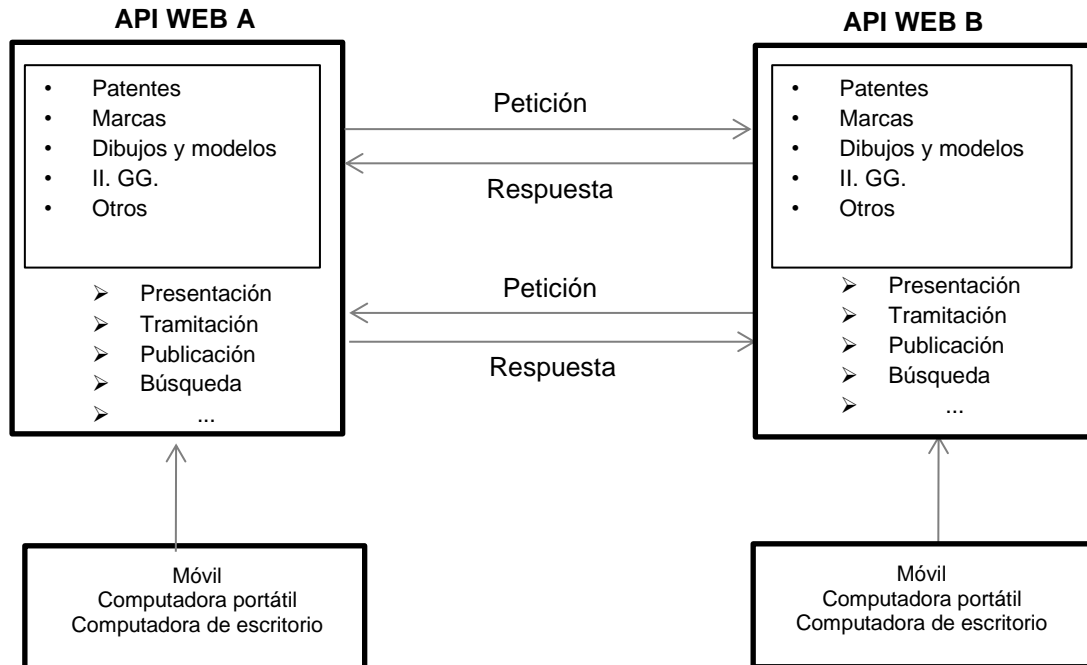 API WEB A
• Patentes
• Marcas
• Dibujos y modelos
• II. GG.
• Otros
➢ Presentación
➢ Tramitación
➢ Publicación
➢ Búsqueda
➢ ...
Petición
Respuesta
Petición
Respuesta
API WEB B
• Patentes
• Marcas
• Dibujos y modelos
• II. GG.
• Otros
➢ Presentación
➢ Tramitación
➢ Publicación
➢ Búsqueda
➢ ...
Móvil
Computadora portátil
Computadora de escritorio
Móvil
Computadora portátil
Computadora de escritorio